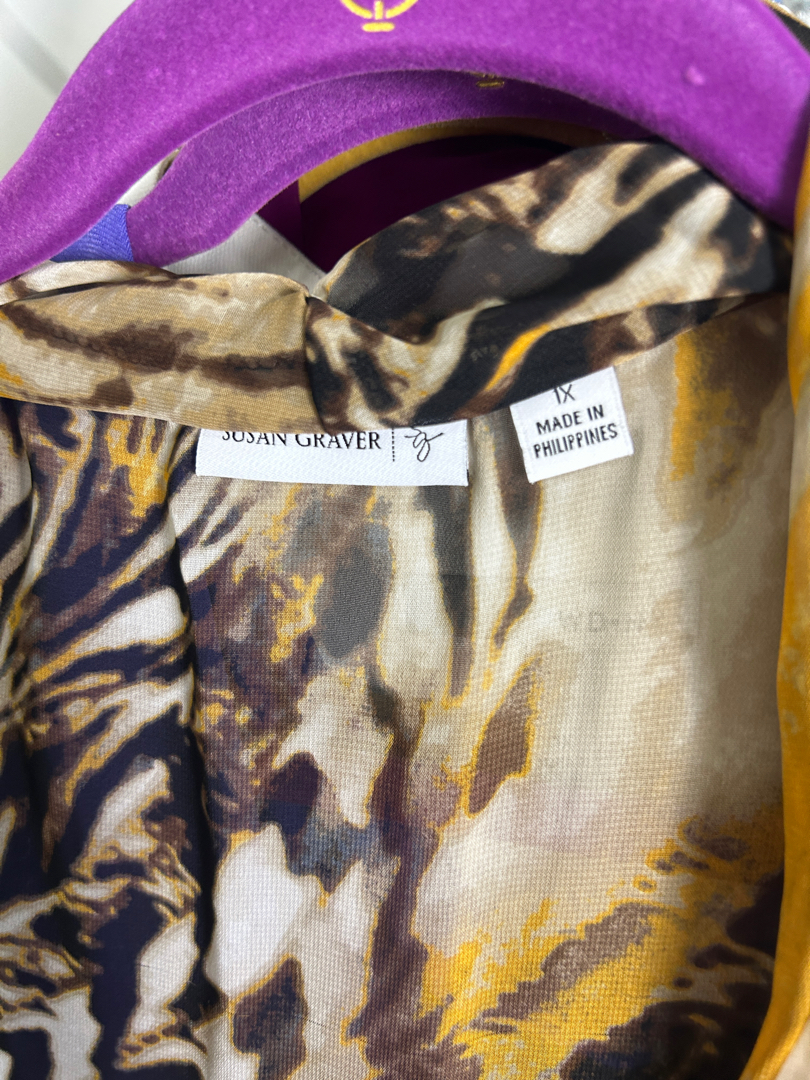 SUSAN GRAVER
1X
MADE IN
PHILIPPINES